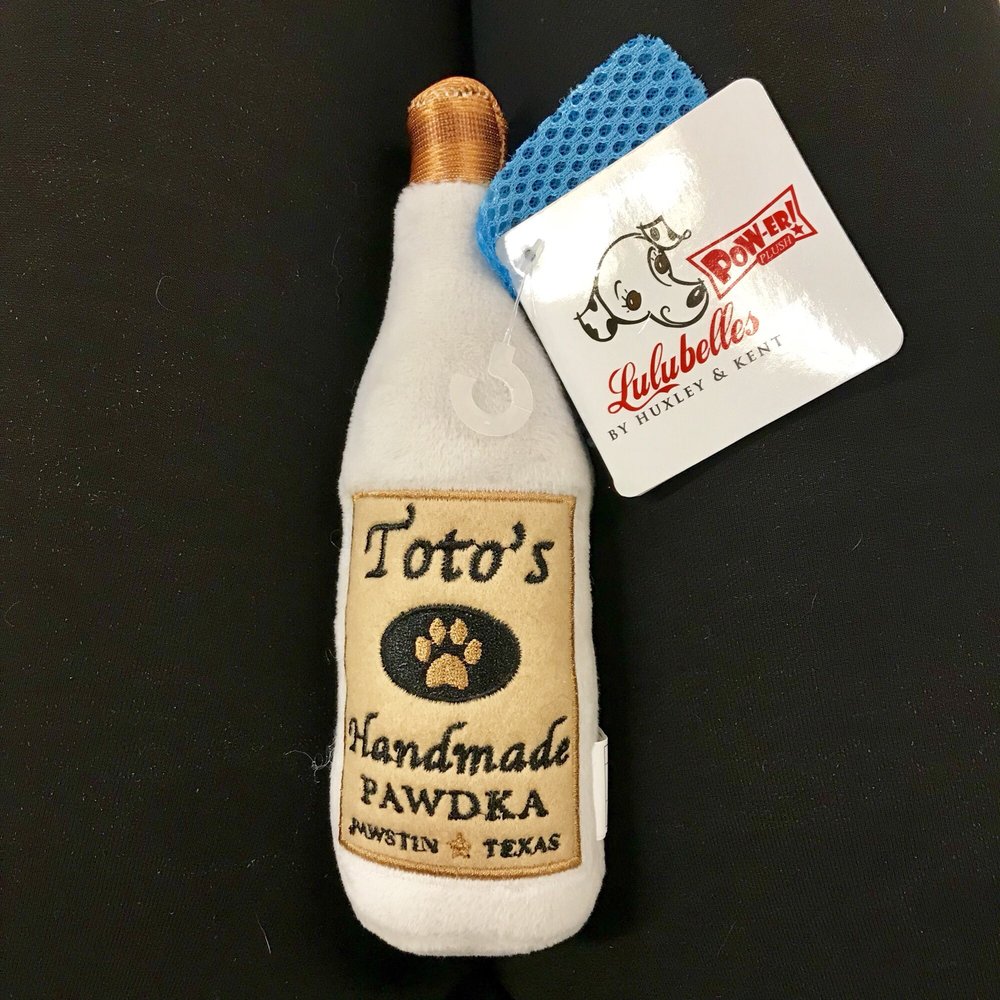 POW-ER!
PLUSH
Lulubelles
BY HUXLEY & KENT
Toto's
Handmade
PAWDKA
PAWSTIN TEXAS